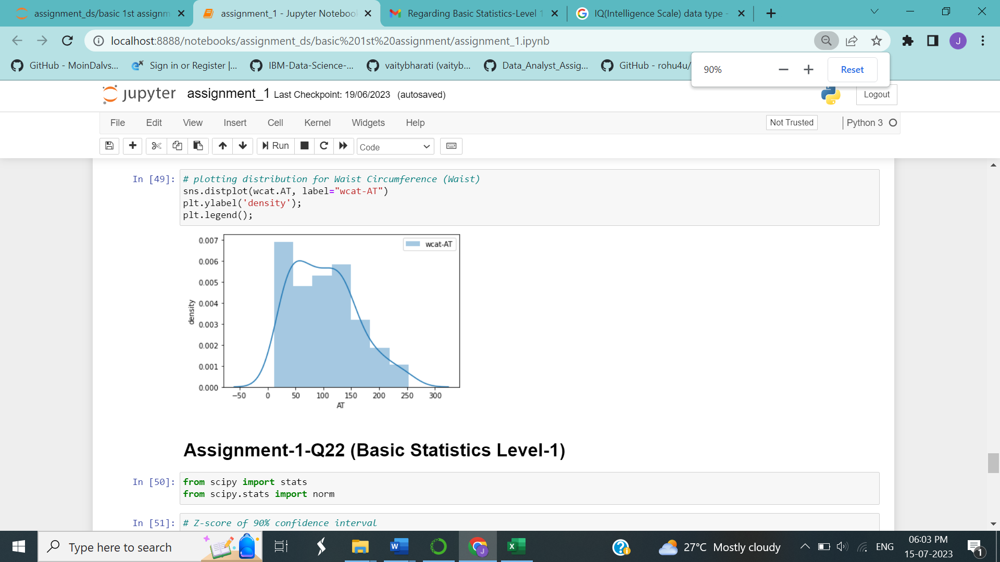 assignment_ds/basic 1st assignm
assignment_1 - Jupyter Notebook
Regarding Basic Statistics-Level 1
IQ(Intelligence Scale) data type -
localhost:8888/notebooks/assignment_ds/basic%201st%20assignment/assignment_1.ipynb
J
GitHub - MoinDalvs...
Sign in or Register |...
IBM-Data-Science-...
vaitybharati (vaityb...
Data_Analyst_Assig...
GitHub - rohu4u/
90%
Reset
jupyter
assignment_1 Last Checkpoint: 19/06/2023 (autosaved)
Logout
File Edit View Insert Cell Kernel Widgets Help
Not Trusted
Python 3
Run
Code
In [49]:
# plotting distribution for Waist Circumference (Waist)
sns.distplot(wcat.AT, label="wcat-AT")
plt.ylabel('density');
plt.legend();
wcat-AT
0.007
0.006
0.005
0.004
0.003
0.002
0.001
0.000
density
−50 0 50 100 150 200 250 300
AT
Assignment-1-Q22 (Basic Statistics Level-1)
In [50]:
from scipy import stats
from scipy.stats import norm
In [51]:
# Z-score of 90% confidence interval
Type here to search
27°C Mostly cloudy
ENG
06:03 PM
15-07-2023
1